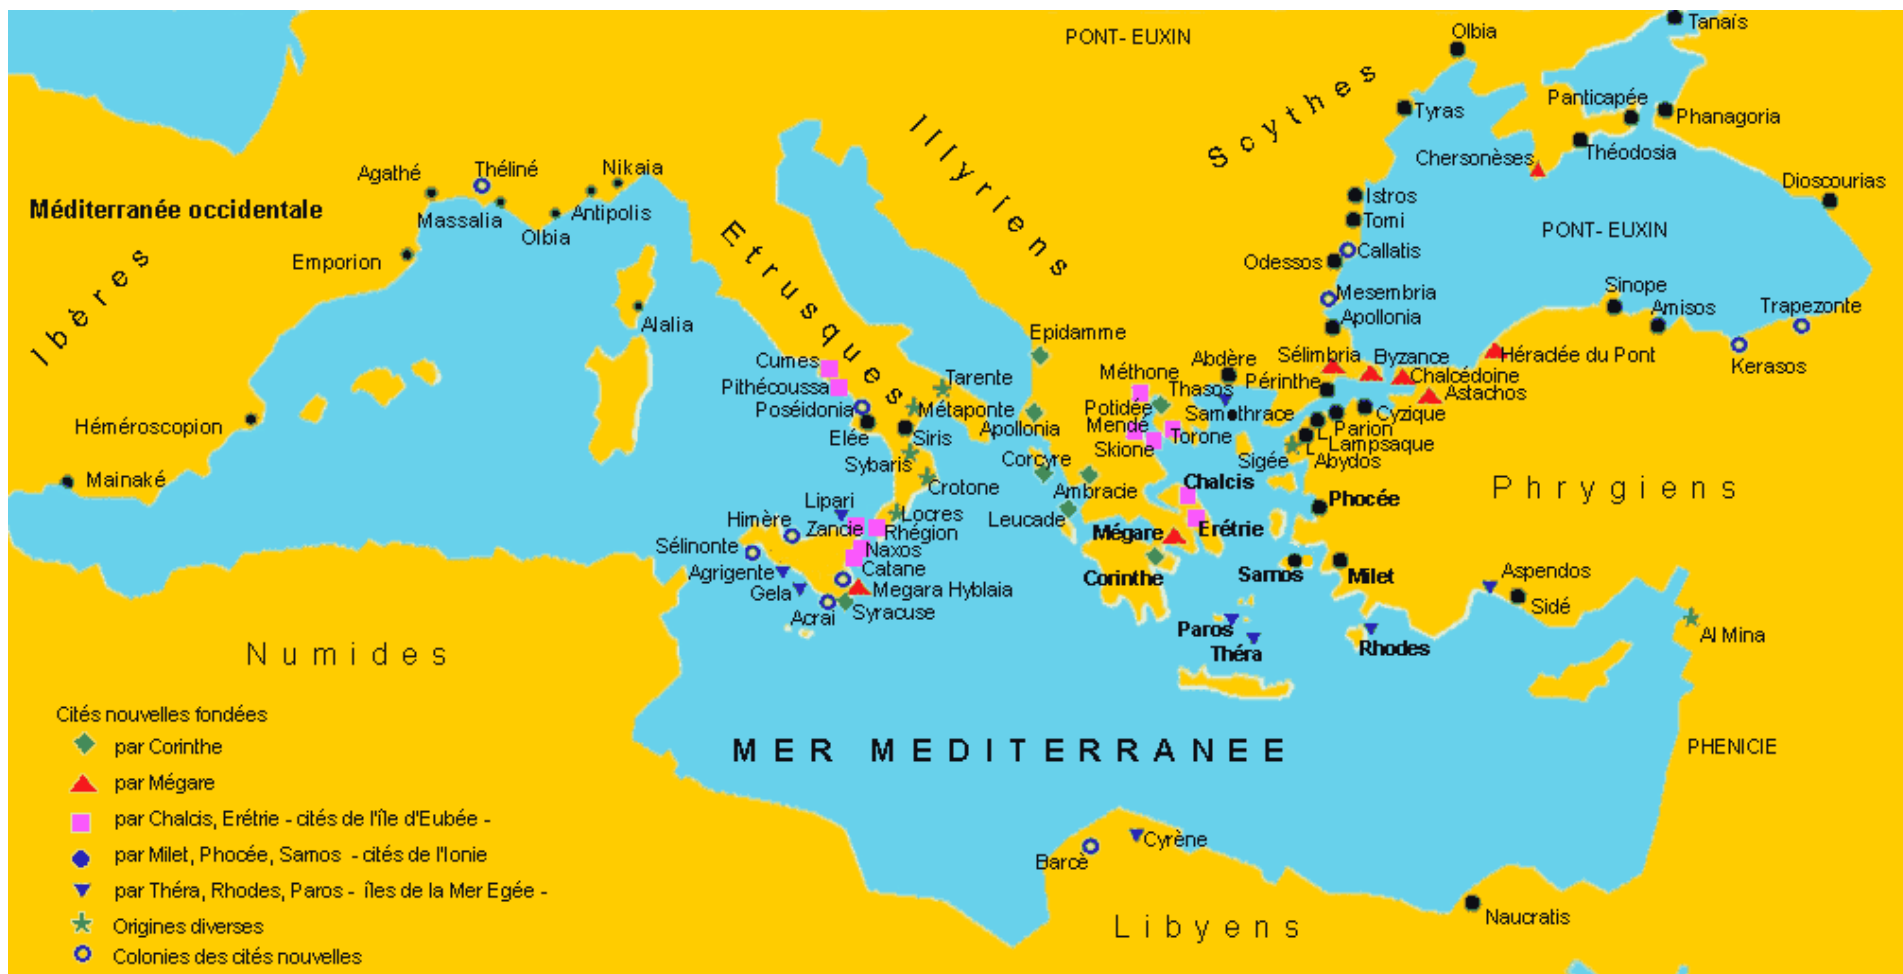 PONT- EUXIN
Olbia
Tanaïs
Scythes
Illyriens
Tyras
Panticapée
Phanagoria
Théodosia
Chersonèses
Dioscourias
Agathé
Théliné
Nikaia
Méditerranée occidentale
Massalia
Antipolis
Olbia
Istros
Tomi
PONT- EUXIN
Callatis
Odessos
Emporion
Ibères
Etrusques
Mesembria
Apollonia
Sinope
Amisos
Trapezonte
Kerasos
Alalia
Epidamme
Cumes
Pithécoussa
Poséidonia
Tarente
Métaponte
Elée
Siris
Sybaris
Crotone
Apollonia
Corcyre
Ambracie
Leucade
Méthone
Abdère
Sélimbria
Byzance
Héraclée du Pont
Chalcédoine
Astachos
Thasos
Périnthe
Potidée
Samothrace
Cyzique
Mendé
Torone
Parion
Lampsaque
Skione
Sigée
Abydos
Héméroscopion
Mainaké
Chalcis
Phocée
Phrygiens
Lipari
Locres
Himère
Zancle
Rhégion
Mégare
Erétrie
Sélinonte
Naxos
Catane
Agrigente
Corinthe
Samos
Milet
Aspendos
Gela
Megara Hyblaia
Sidé
Acrai
Syracuse
Paros
Théra
Rhodes
Al Mina
Numides
Cités nouvelles fondées
par Corinthe
par Mégare
par Chalcis, Erétrie - cités de l'île d'Eubée -
par Milet, Phocée, Samos - cités de l'Ionie
par Théra, Rhodes, Paros - îles de la Mer Egée -
Origines diverses
Colonies des cités nouvelles
MER MEDITERRANEE
PHENICIE
Barcè
Cyrène
Libyens
Naucratis